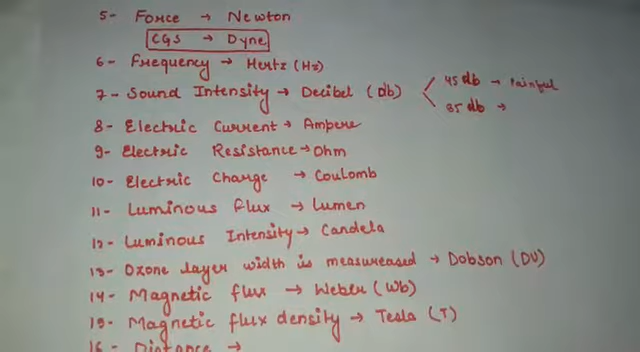 5- Force → Newton
CGS → Dyne
6- Frequency → Hertz (Hz)
7- Sound Intensity → Decibel (Db) 45 db → Painful
85 db →
8- Electric Current → Ampere
9- Electric Resistance → Ohm
10- Electric Charge → Coulomb
11- Luminous flux → Lumen
12- Luminous Intensity → Candela
13- Ozone layer width is measureased → Dobson (DU)
14- Magnetic flux → Weber (Wb)
15- Magnetic flux density → Tesla (T)
16- Distance →